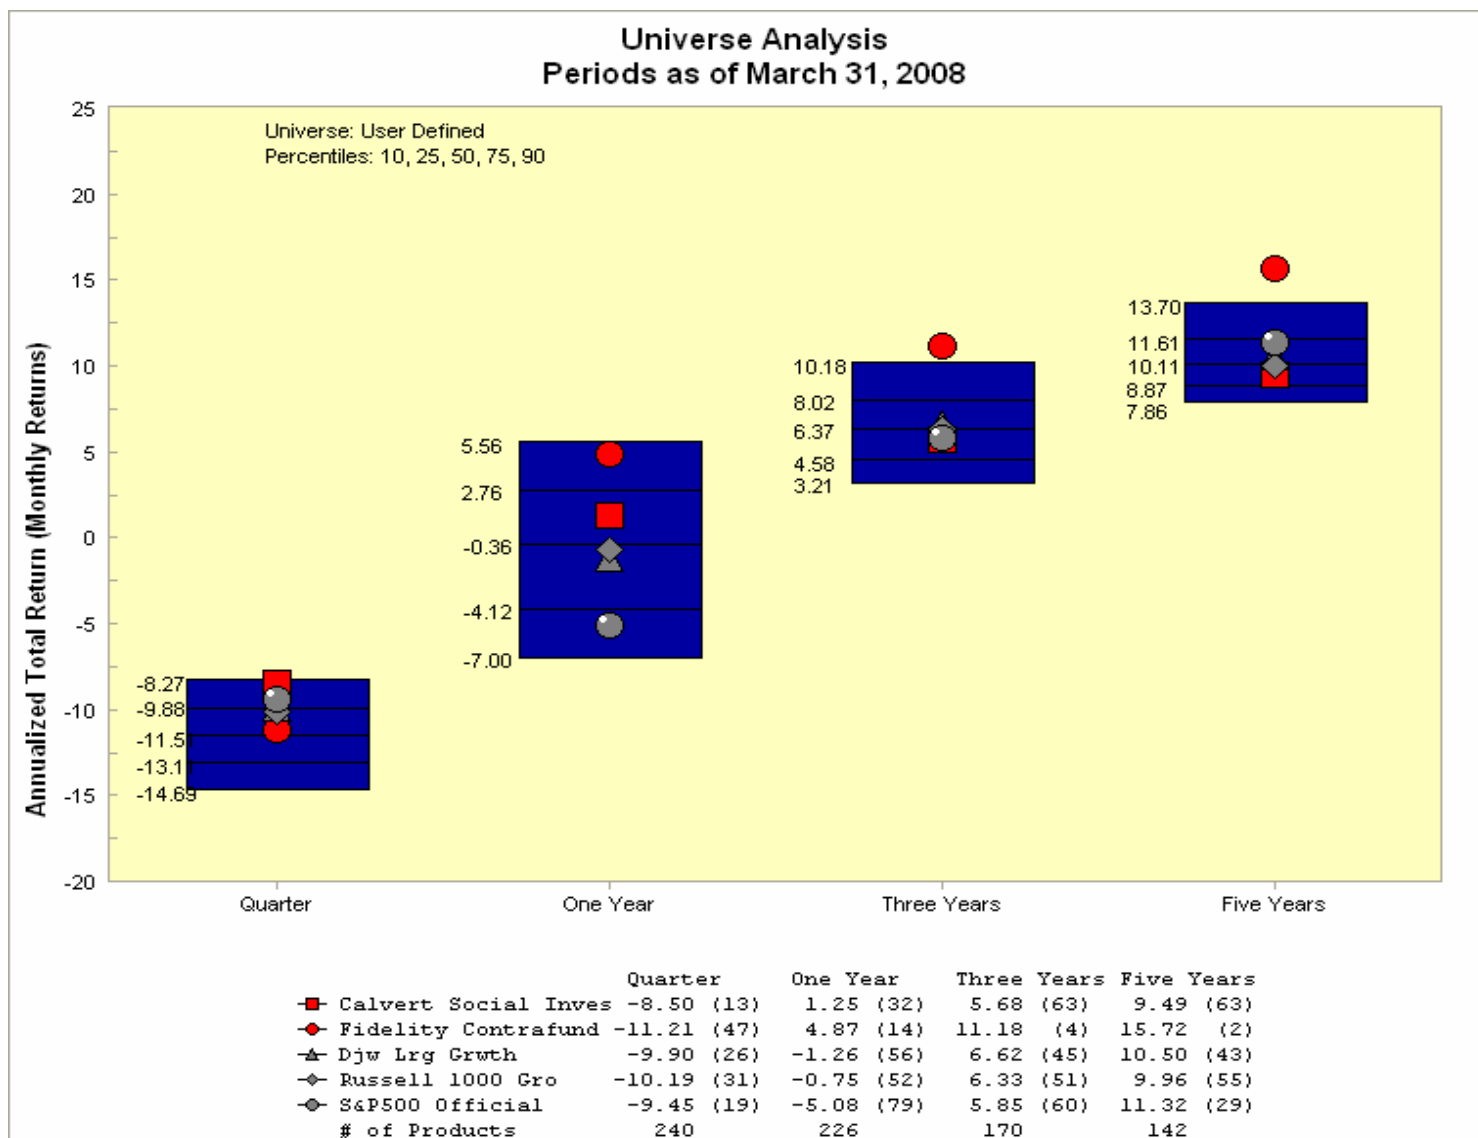 Universe Analysis
Periods as of March 31, 2008
Universe: User Defined
Percentiles: 10, 25, 50, 75, 90
Annualized Total Return (Monthly Returns)
25
20
15
10
5
0
-5
-10
-15
-20
-8.27
-9.88
-11.5
-13.1
-14.69
5.56
2.76
-0.36
-4.12
-7.00
10.18
8.02
6.37
4.58
3.21
13.70
11.61
10.11
8.87
7.86
Quarter One Year Three Years Five Years
Quarter One Year Three Years Five Years
Calvert Social Inves -8.50 (13) 1.25 (32) 5.68 (63) 9.49 (63)
Fidelity Contrafund -11.21 (47) 4.87 (14) 11.18 (4) 15.72 (2)
Djw Lrg Grwth -9.90 (26) -1.26 (56) 6.62 (45) 10.50 (43)
Russell 1000 Gro -10.19 (31) -0.75 (52) 6.33 (51) 9.96 (55)
S&P500 Official -9.45 (19) -5.08 (79) 5.85 (60) 11.32 (29)
# of Products 240 226 170 142